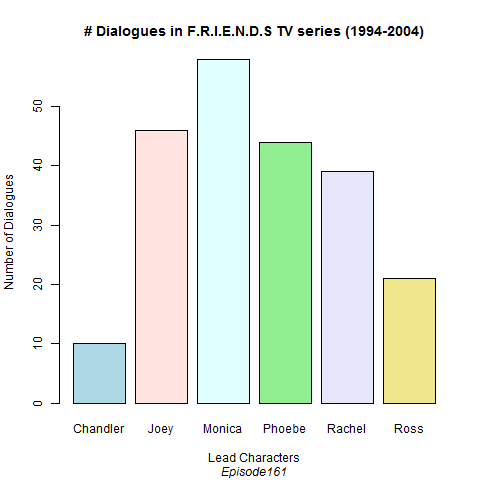 # Dialogues in F.R.I.E.N.D.S TV series (1994-2004)
Number of Dialogues
50
40
30
20
10
0
Chandler Joey Monica Phoebe Rachel Ross
Lead Characters
Episode161